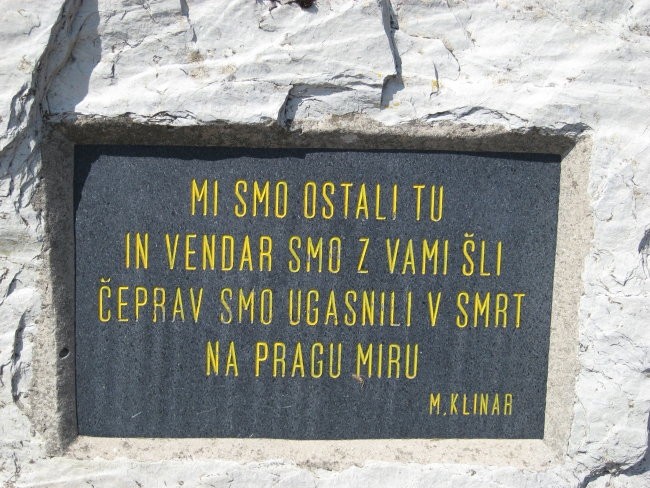 MI SMO OSTALI TU
IN VENDAR SMO Z VAMI ŠLI
ČEPRAV SMO UGASNILI V SMRT
NA PRAGU MIRU
M. KLINAR